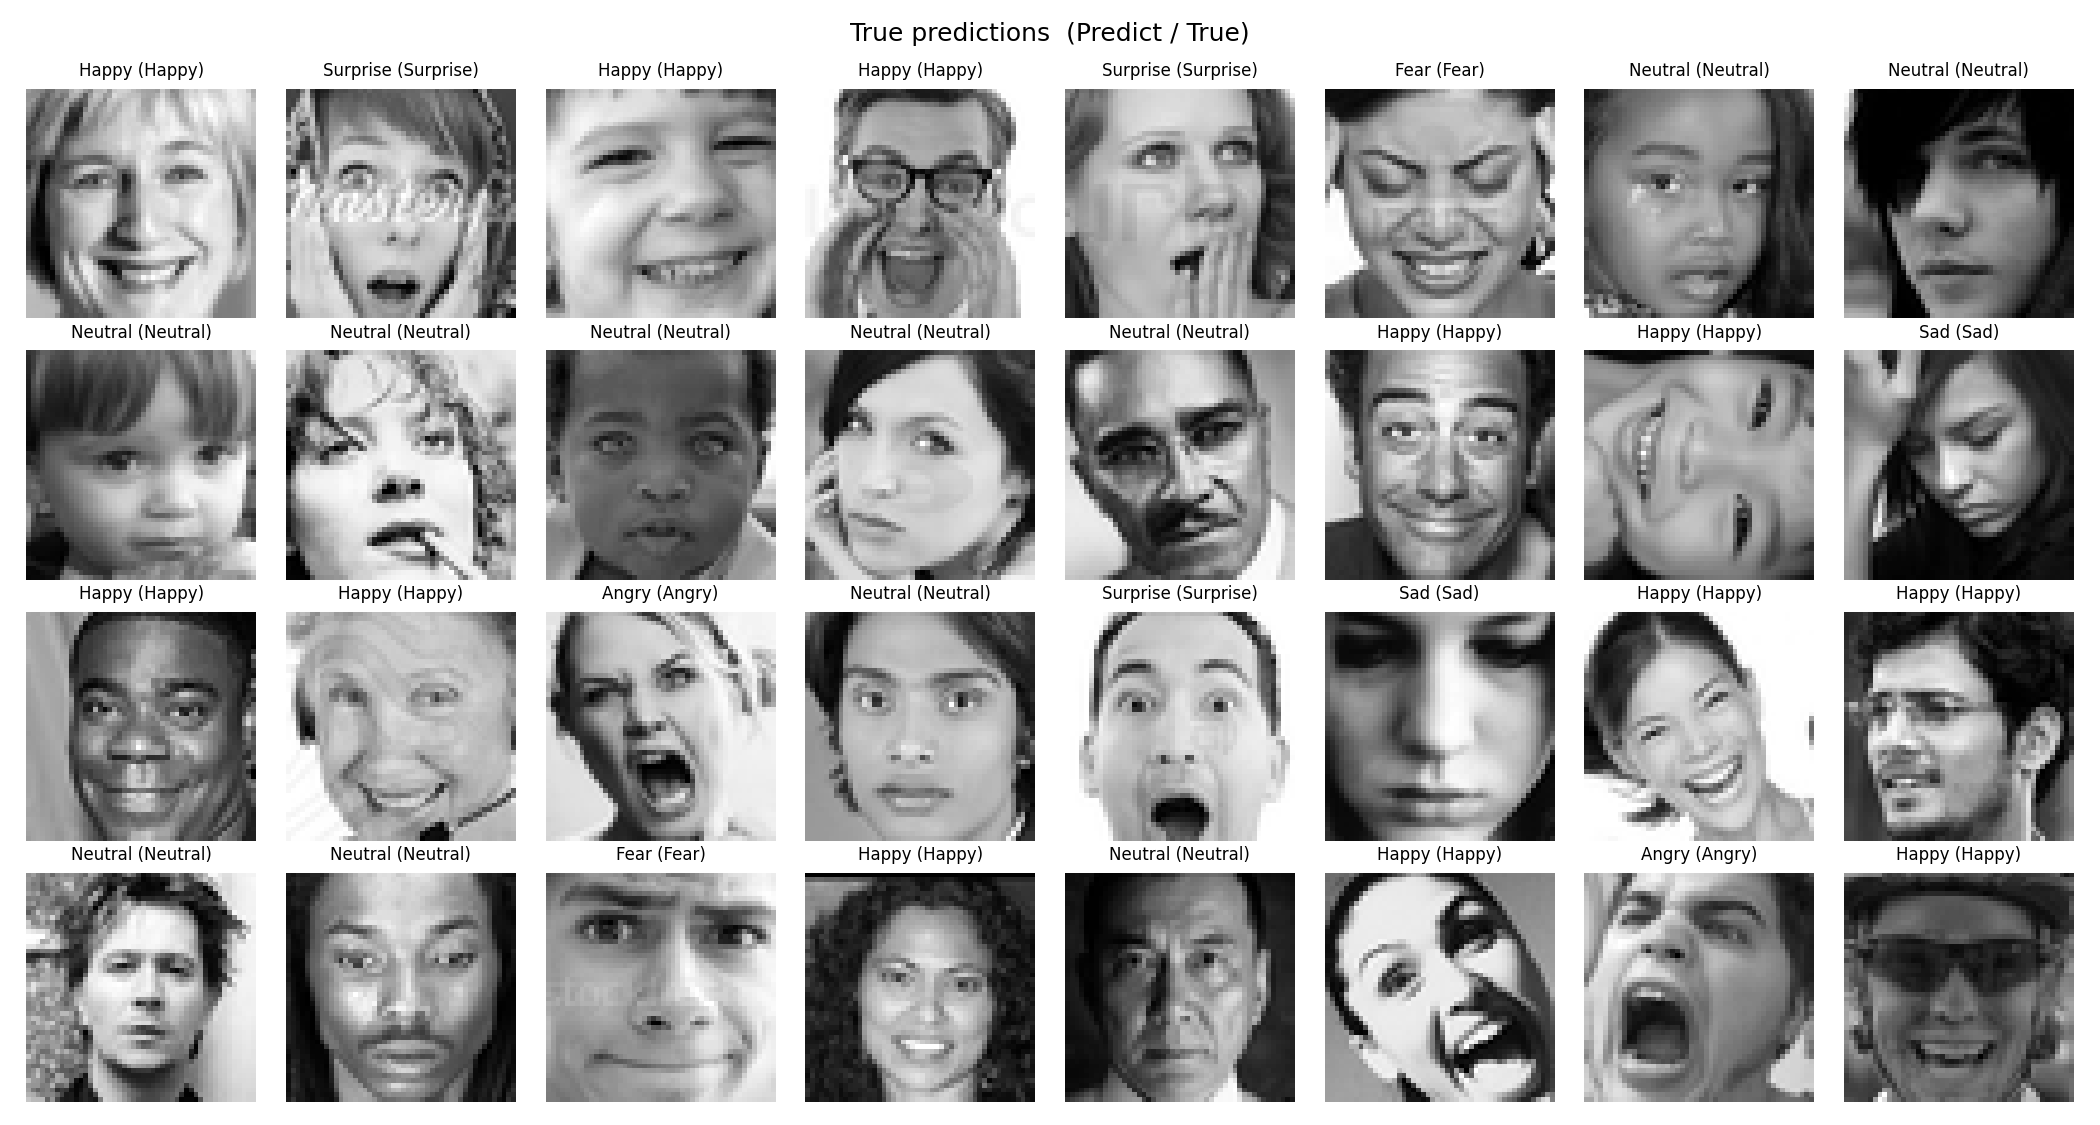 True predictions  (Predict / True)
Happy (Happy) Surprise (Surprise) Happy (Happy) Happy (Happy) Surprise (Surprise) Fear (Fear) Neutral (Neutral) Neutral (Neutral)
Neutral (Neutral) Neutral (Neutral) Neutral (Neutral) Neutral (Neutral) Neutral (Neutral) Happy (Happy) Happy (Happy) Sad (Sad)
Happy (Happy) Happy (Happy) Angry (Angry) Neutral (Neutral) Surprise (Surprise) Sad (Sad) Happy (Happy) Happy (Happy)
Neutral (Neutral) Neutral (Neutral) Fear (Fear) Happy (Happy) Neutral (Neutral) Happy (Happy) Angry (Angry) Happy (Happy)